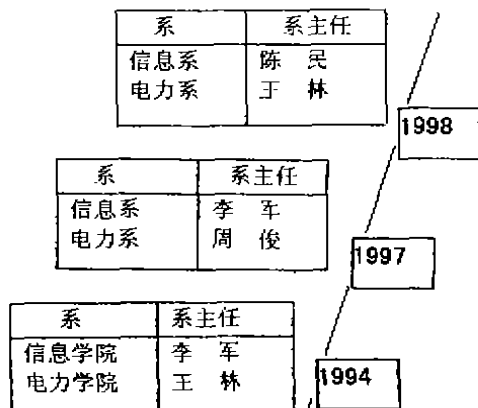 系 系主任
信息系 陈 民
电力系 王 林
1998
系 系主任
信息系 李 军
电力系 周 俊
1997
系 系主任
信息学院 李 军
电力学院 王 林
1994